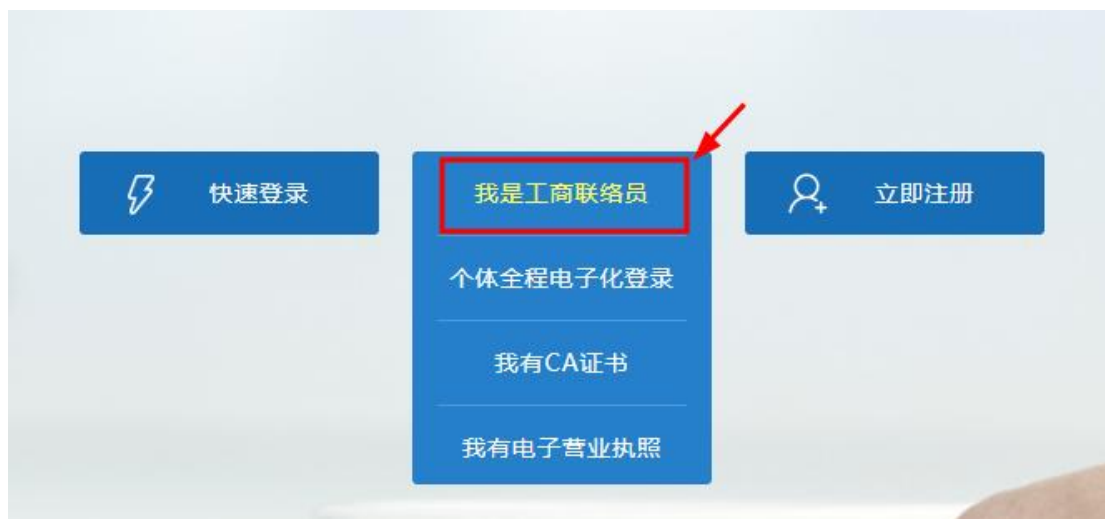 快速登录
我是工商联络员
立即注册
个体全程电子化登录
我有CA证书
我有电子营业执照